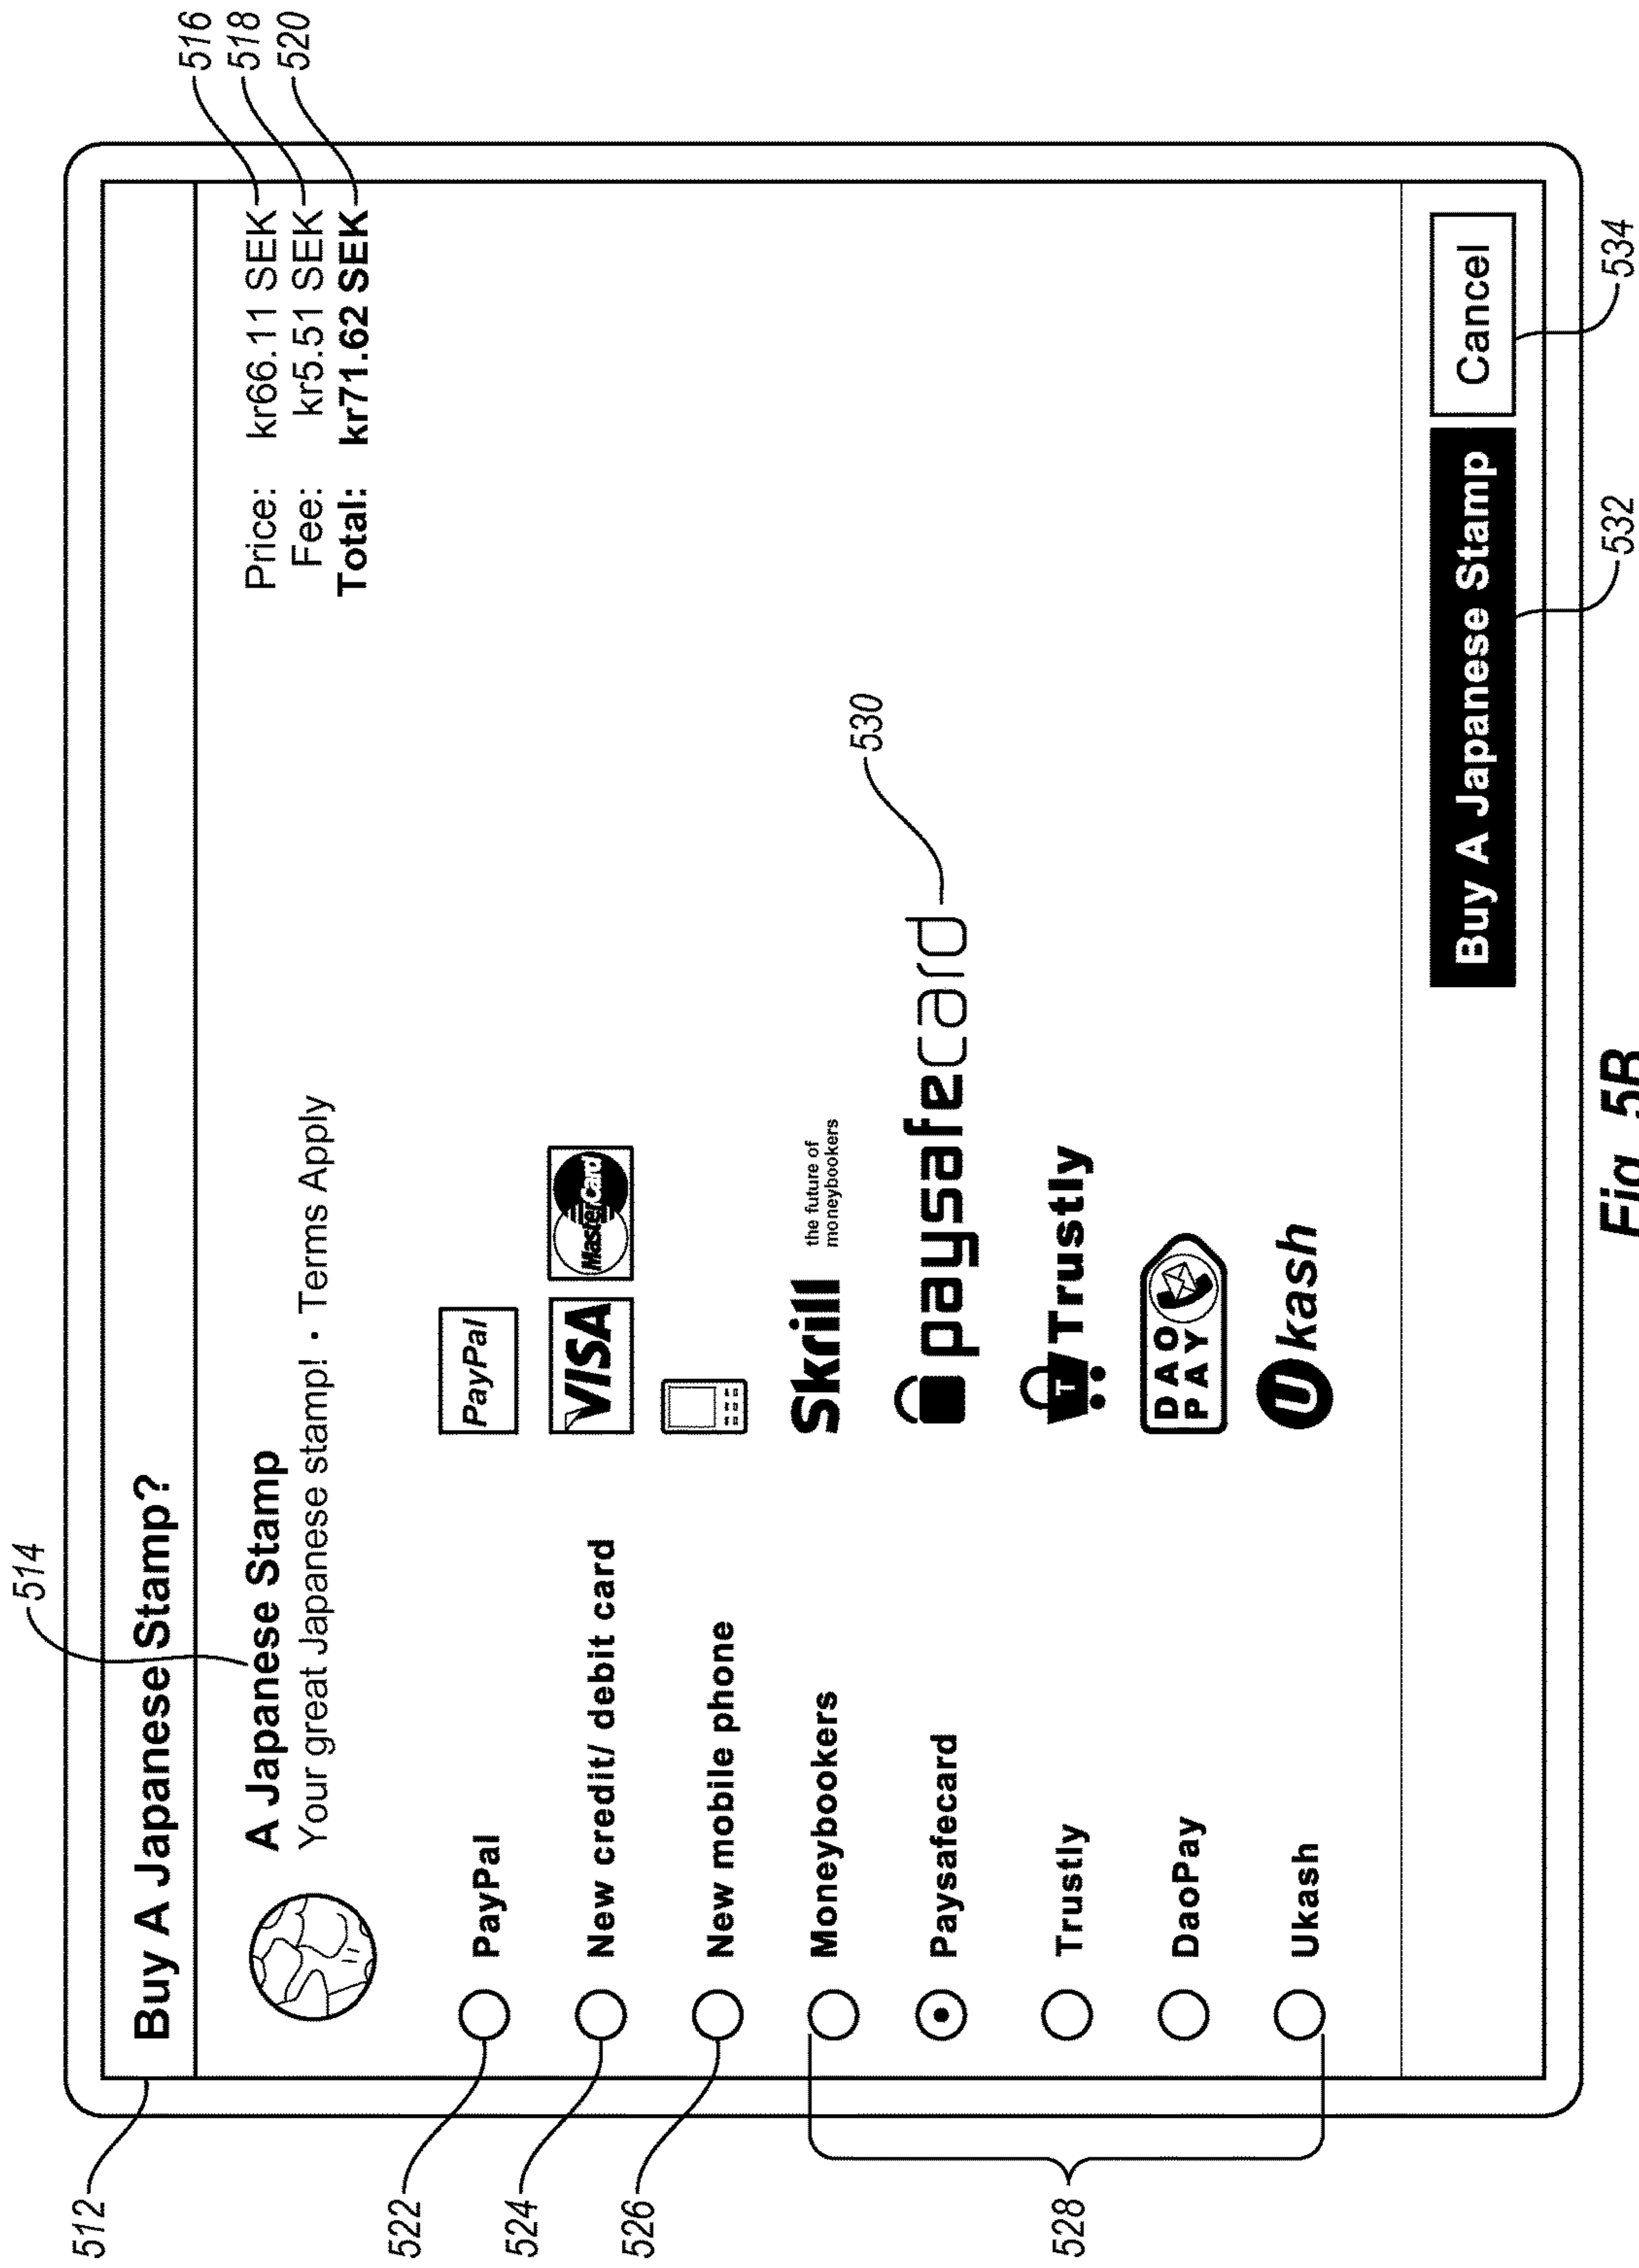 512
Buy A Japanese Stamp?
514
A Japanese Stamp
Your great Japanese stamp! · Terms Apply
Price: kr66.11 SEK 516
Fee: kr5.51 SEK 518
Total: kr71.62 SEK 520
522 PayPal PayPal
524 New credit/ debit card VISA MasterCard
526 New mobile phone
528
Moneybookers Skrill the future of
moneybookers
Paysafecard paysafecard 530
Trustly T Trustly
DaoPay DAO
PAY
Ukash Ukash
Buy A Japanese Stamp Cancel
532 534
Fig. 5B